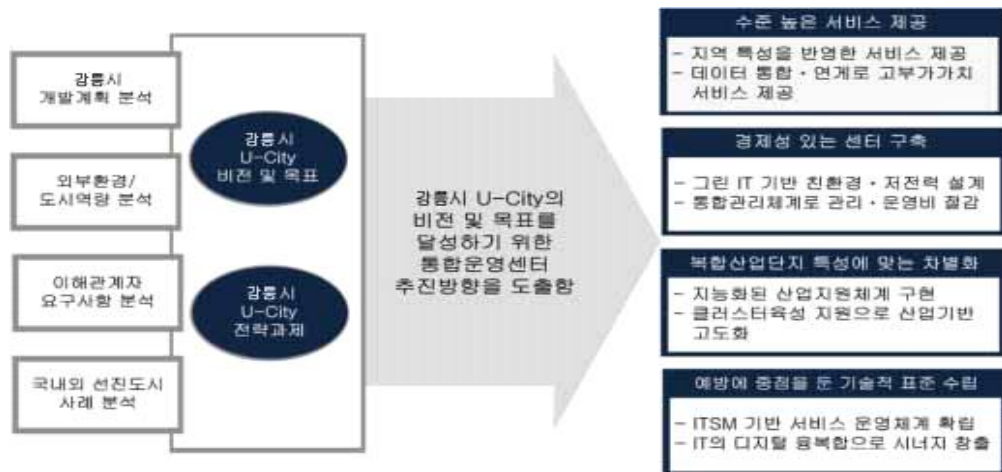 강릉시
개발계획 분석
외부환경/
도시역량 분석
이해관계자
요구사항 분석
국내외 선진도시
사례 분석
강릉시
U-City
비전 및 목표
강릉시
U-City
전략과제
강릉시 U-City의
비전 및 목표를
달성하기 위한
통합운영센터
추진방향을 도출함
수준 높은 서비스 제공
- 지역 특성을 반영한 서비스 제공
- 데이터 통합・연계로 고부가가치
서비스 제공
경제성 있는 센터 구축
- 그린 IT 기반 친환경・저전력 설계
- 통합관리체계로 관리・운영비 절감
복합산업단지 특성에 맞는 차별화
- 지능화된 산업지원체계 구현
- 클러스터육성 지원으로 산업기반
고도화
예방에 중점을 둔 기술적 표준 수립
- ITSM 기반 서비스 운영체계 확립
- IT의 디지털 융복합으로 시너지 창출